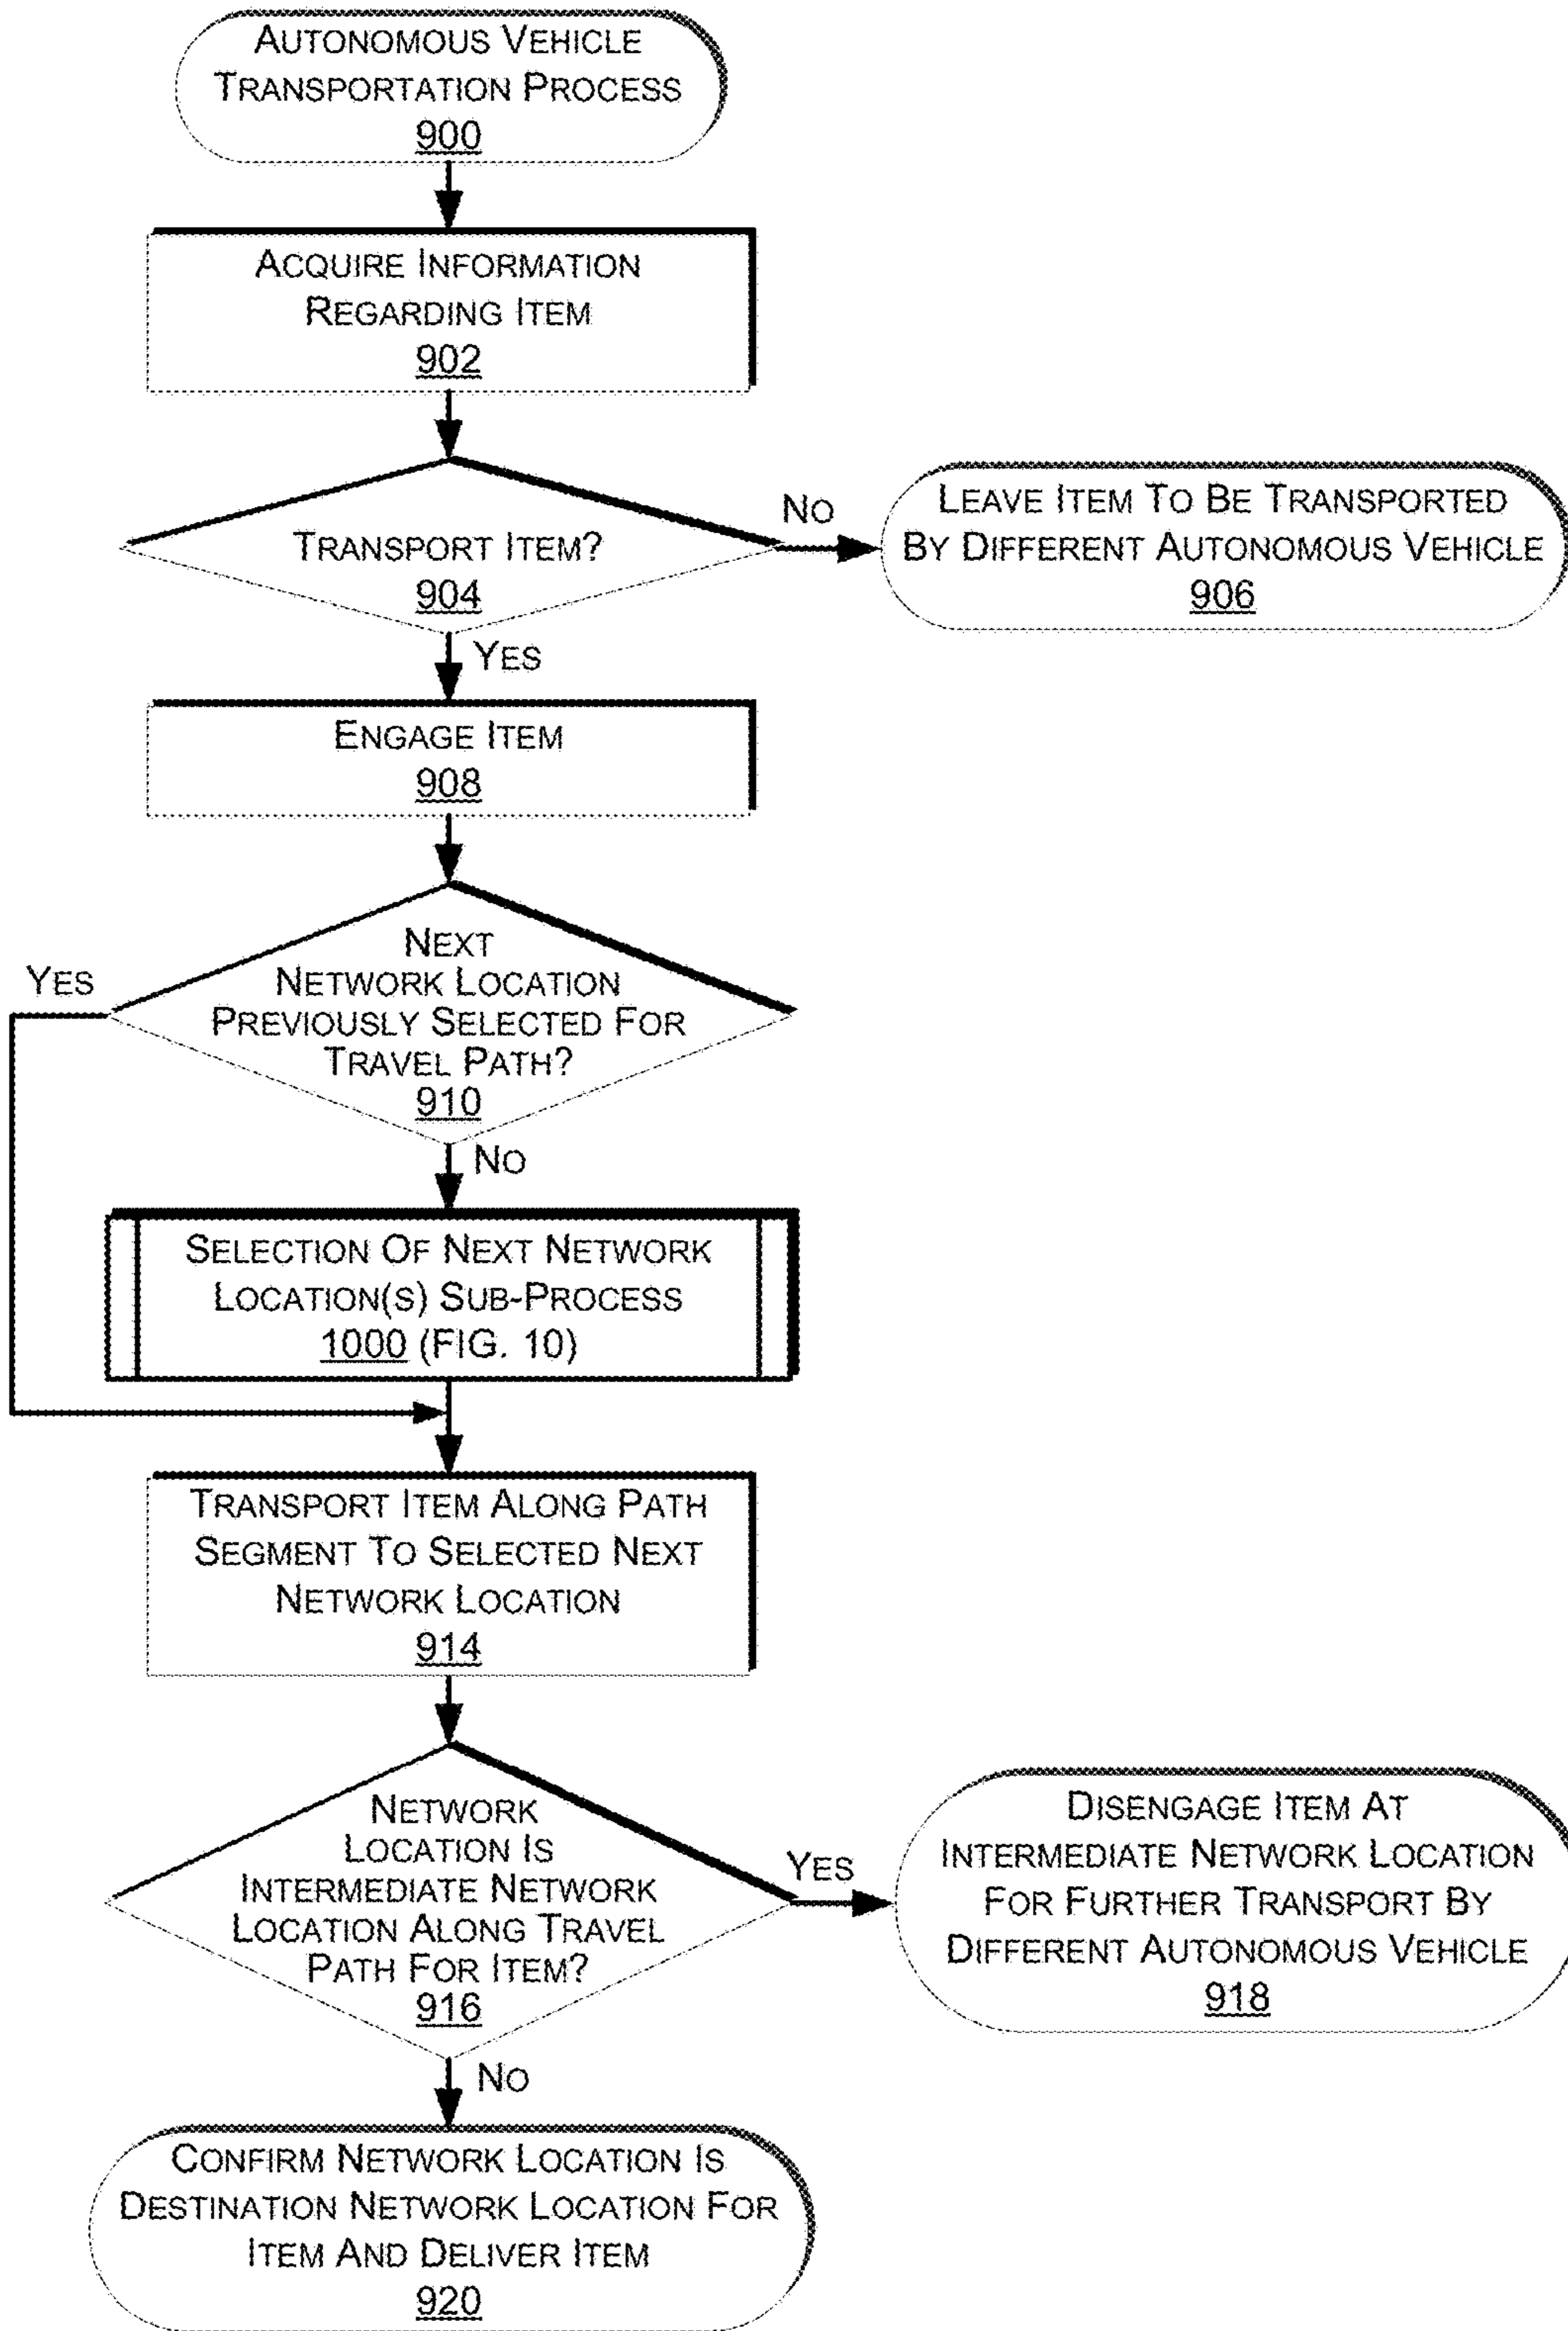 AUTONOMOUS VEHICLE
TRANSPORTATION PROCESS
900
ACQUIRE INFORMATION
REGARDING ITEM
902
TRANSPORT ITEM?
904
NO
LEAVE ITEM TO BE TRANSPORTED
BY DIFFERENT AUTONOMOUS VEHICLE
906
YES
ENGAGE ITEM
908
NEXT
NETWORK LOCATION
PREVIOUSLY SELECTED FOR
TRAVEL PATH?
910
YES
NO
SELECTION OF NEXT NETWORK
LOCATION(S) SUB-PROCESS
1000 (FIG. 10)
TRANSPORT ITEM ALONG PATH
SEGMENT TO SELECTED NEXT
NETWORK LOCATION
914
NETWORK
LOCATION IS
INTERMEDIATE NETWORK
LOCATION ALONG TRAVEL
PATH FOR ITEM?
916
YES
DISENGAGE ITEM AT
INTERMEDIATE NETWORK LOCATION
FOR FURTHER TRANSPORT BY
DIFFERENT AUTONOMOUS VEHICLE
918
NO
CONFIRM NETWORK LOCATION IS
DESTINATION NETWORK LOCATION FOR
ITEM AND DELIVER ITEM
920